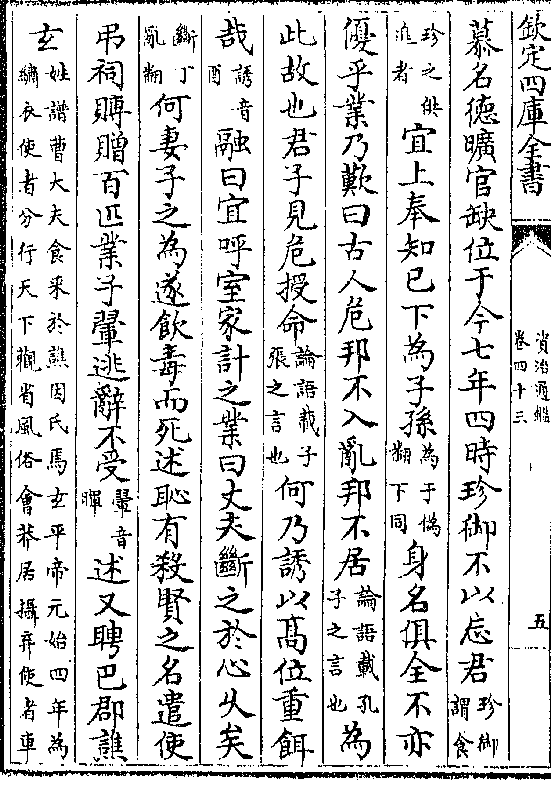 欽定四庫全書
資治通鑑
卷四十三
五
慕名德曠官缺位于今七年四時珍御不以忘君珍御謂食
珍之供進者宜上奉知已下為子孫為于偽翻下同身名俱全不亦
優乎業乃歎曰古人危邦不入亂邦不居論語載孔子之言也為
此故也君子見危授命論語載子張之言也何乃誘以高位重餌
哉誘音酉融曰宜呼室家計之業曰丈夫斷之於心久矣
斷丁亂翻何妻子之為遂飲毒而死述恥有殺賢之名遣使
弔祠賻贈百匹業子翬逃辭不受翬音暉述又聘巴郡譙
玄姓譜曹大夫食采於譙因氏焉玄平帝元始四年為繡衣使者分行天下觀省風俗會莽居攝弃使者車